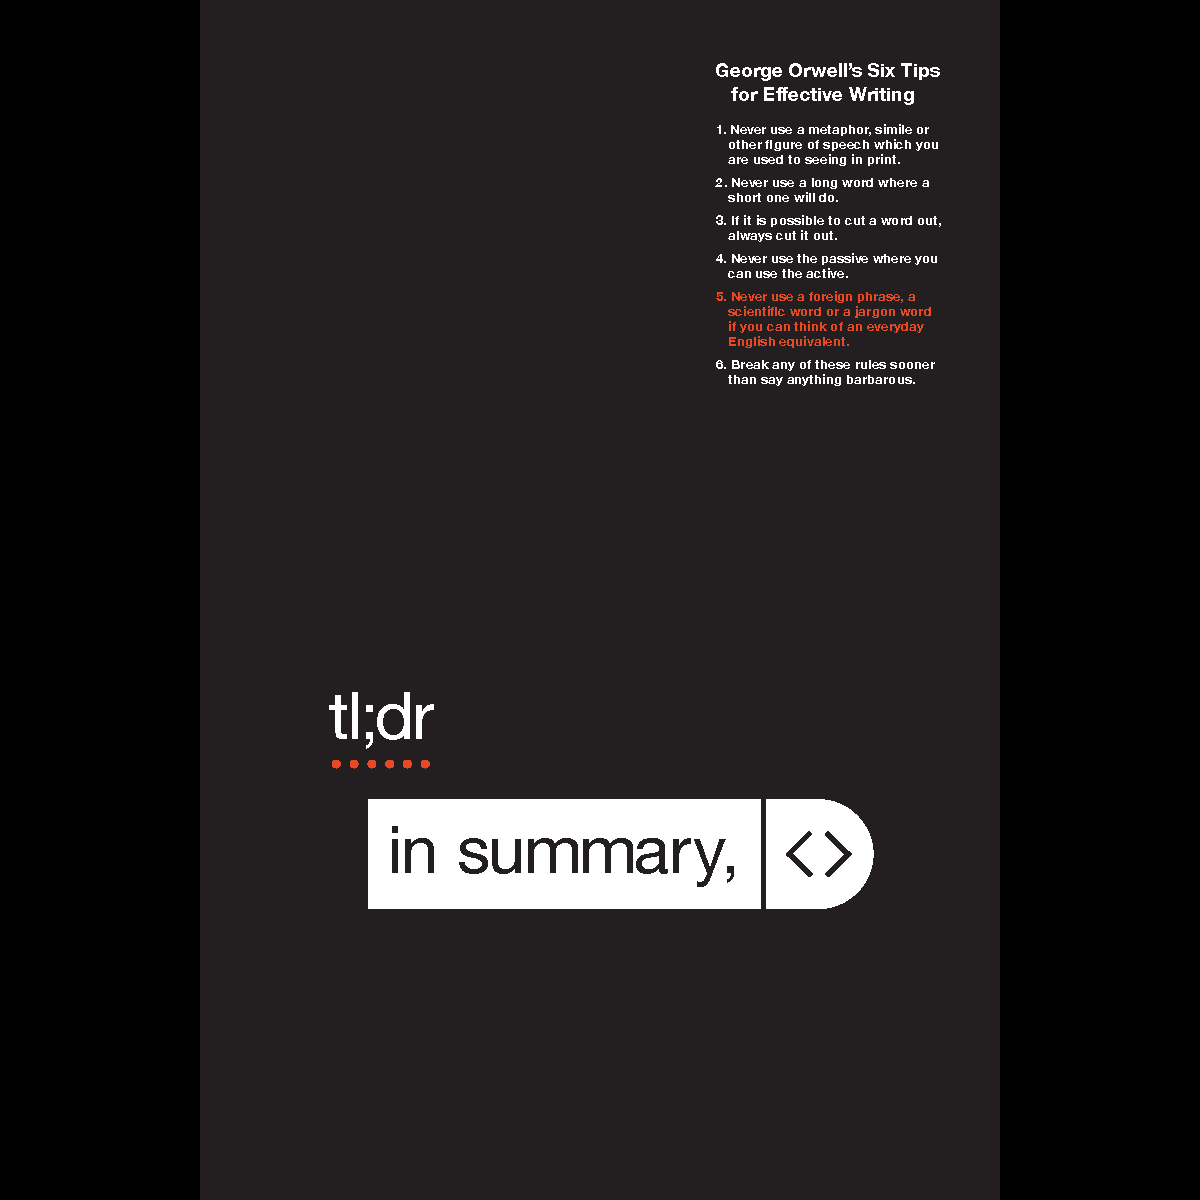 George Orwell’s Six Tips
for Effective Writing
1. Never use a metaphor, simile or
other figure of speech which you
are used to seeing in print.
2. Never use a long word where a
short one will do.
3. If it is possible to cut a word out,
always cut it out.
4. Never use the passive where you
can use the active.
5. Never use a foreign phrase, a
scientific word or a jargon word
if you can think of an everyday
English equivalent.
6. Break any of these rules sooner
than say anything barbarous.
tl;dr
in summary, <>